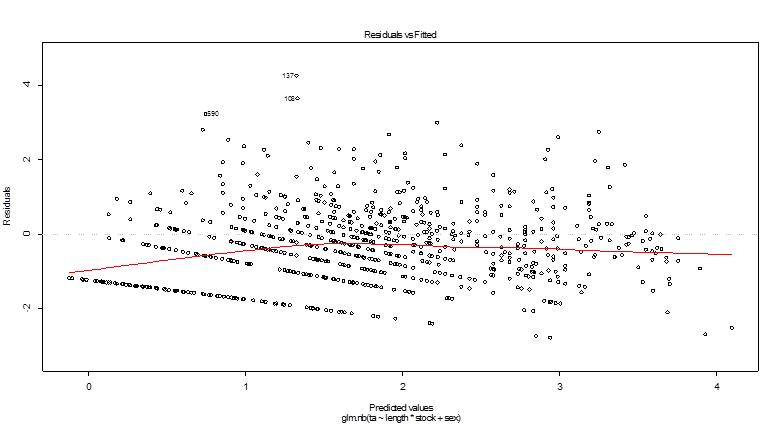 Residuals vs Fitted
Residuals
4
2
0
-2
137
108
590
0 1 2 3 4
Predicted values
glm.nb(ta ~ length * stock + sex)